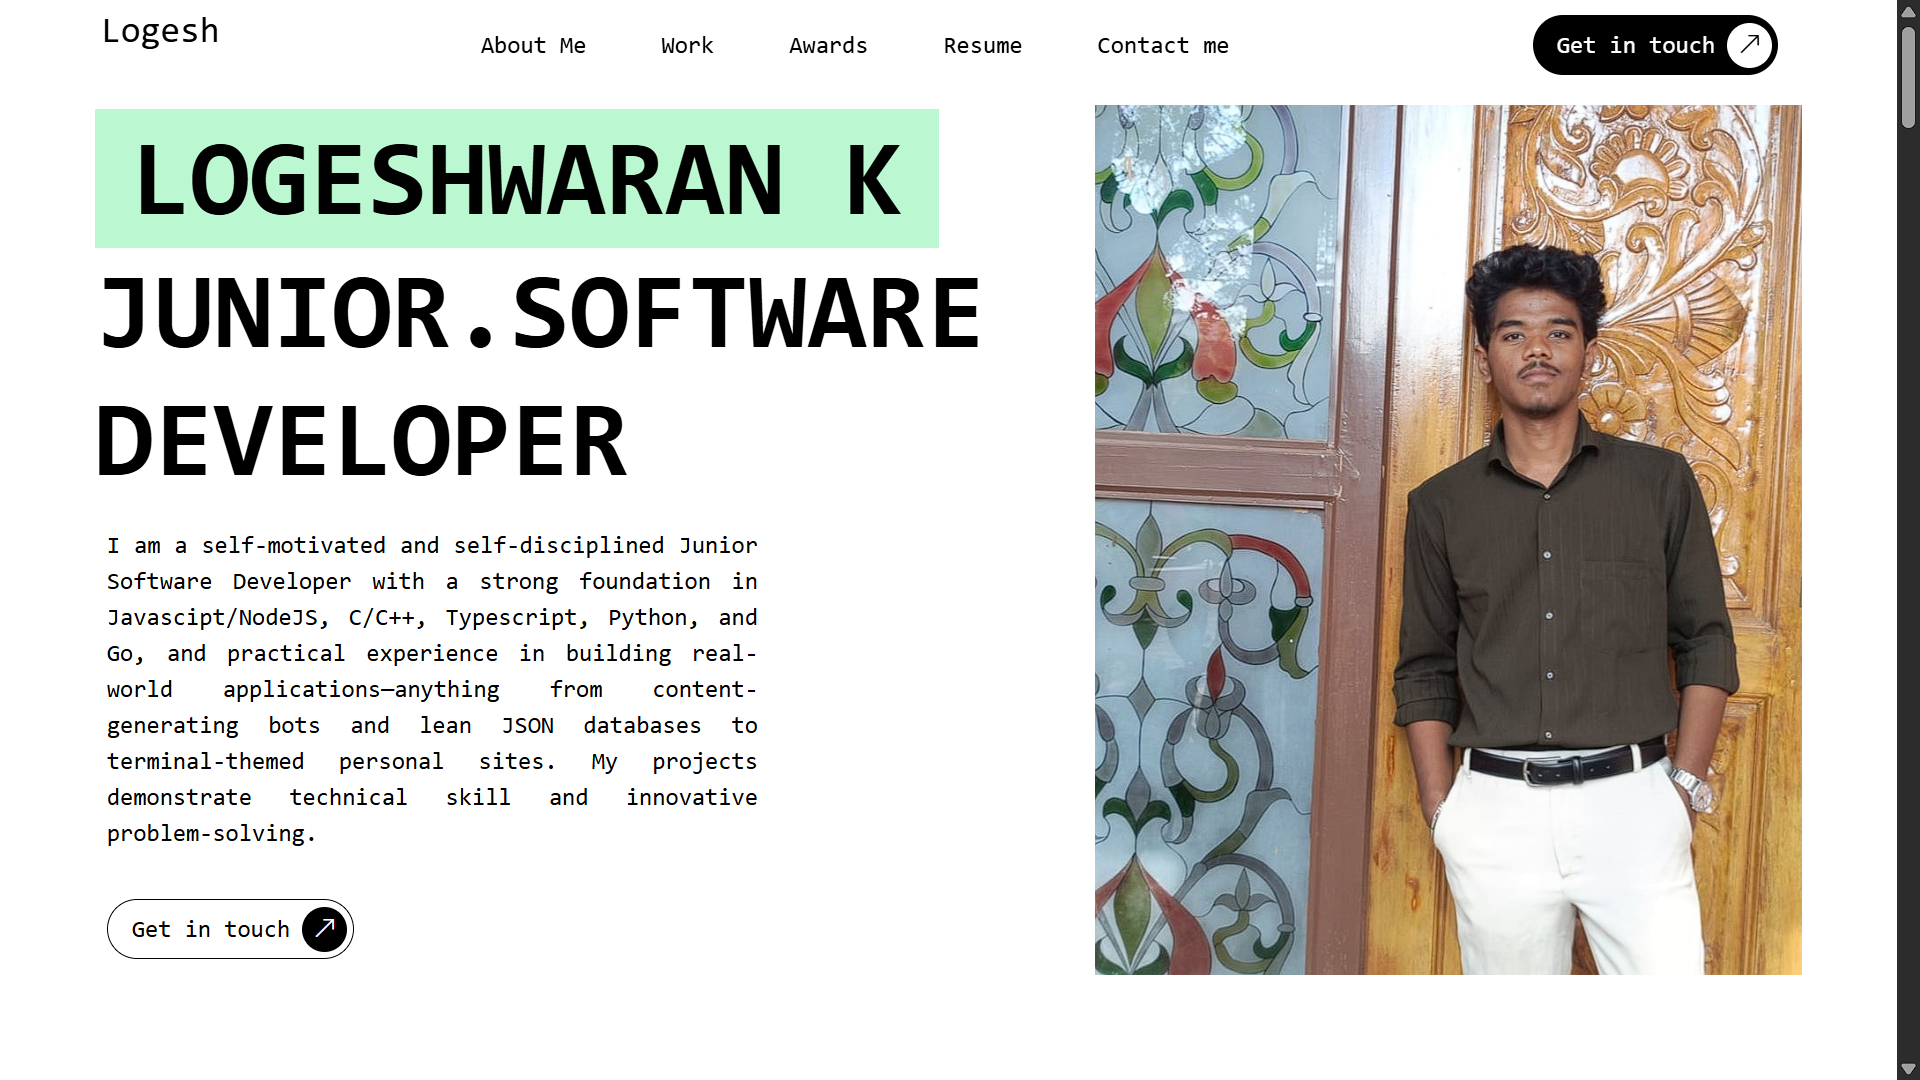 Logesh
About Me
Work
Awards
Resume
Contact me
Get in touch
LOGESHWARAN K
JUNIOR.SOFTWARE
DEVELOPER
I am a self-motivated and self-disciplined Junior
Software Developer with a strong foundation in
Javascipt/NodeJS, C/C++, Typescript, Python, and
Go, and practical experience in building real-
world applications—anything from content-
generating bots and lean JSON databases to
terminal-themed personal sites. My projects
demonstrate technical skill and innovative
problem-solving.
Get in touch